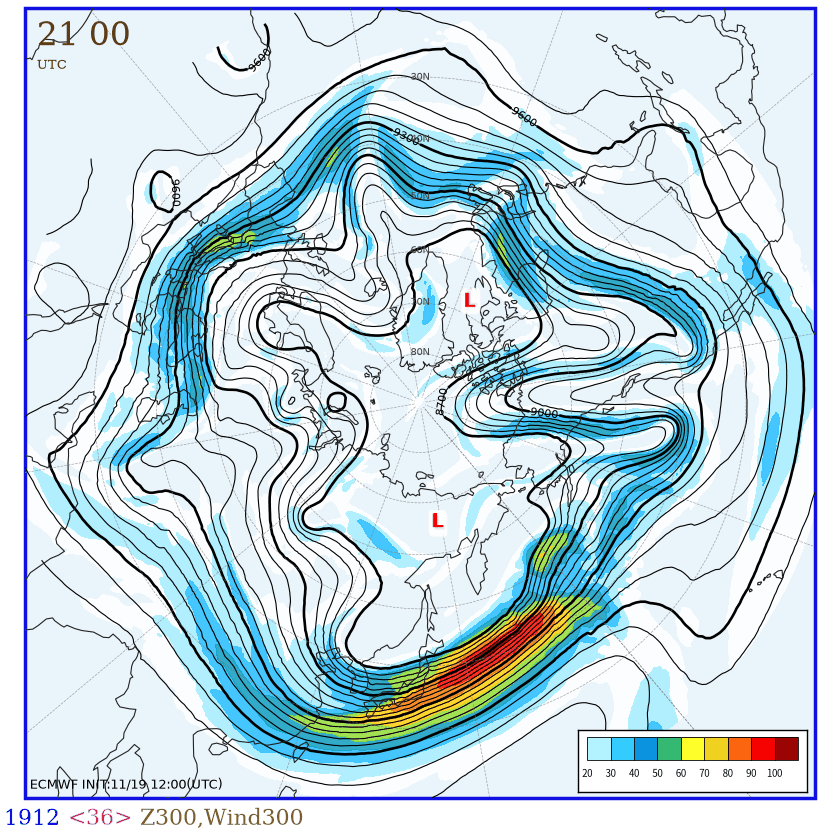 21 00
UTC
9600
9600
30N
9600
9300
40N
50N
60N
70N
L
80N
8700
9000
L
20 30 40 50 60 70 80 90 100
ECMWF INIT:11/19 12:00(UTC)
1912 <36> Z300,Wind300